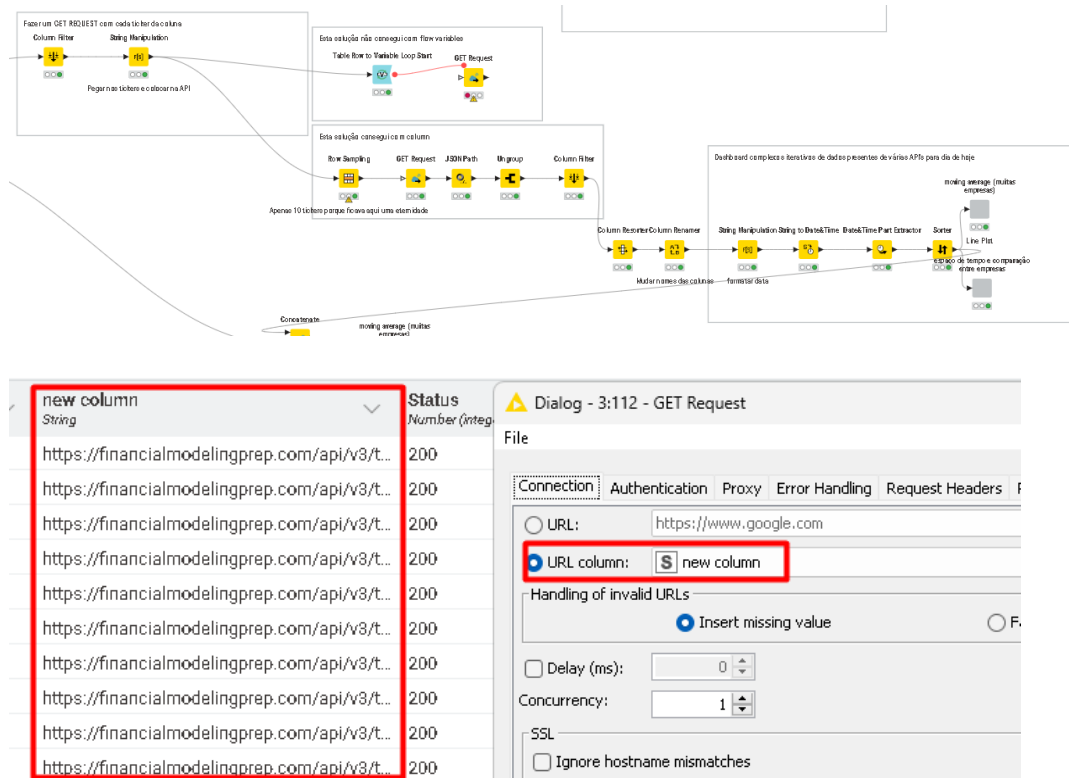 Fazer um GET REQUEST com cada ticher da coluna
Column Filter
String Manipulation
Pegar nos tichers e colocar na API
Esta solução não consegui com flow variables
Table Row to Variable Loop Start
GET Request
Esta solução consegui com column
Row Sampling
GET Request
JSON Path
Ungroup
Column Filter
Apenas 10 tichers porque ficava aqui uma eternidade
Column Resorter
Column Renamer
Mudar nomes das colunas
Dashboard complexos e iterativas de dados presentes de várias APIs para dia de hoje
String Manipulation
String to Date&Time
Date&Time Part Extractor
Sorter
formatar data
moving average (muitas
empresas)
Line Plot
espaço de tempo e comparação
entre empresas
Concatenate
moving average (muitas
empresas)
new column
String
Status
Number (integ
https://financialmodelingprep.com/api/v3/t... 200
https://financialmodelingprep.com/api/v3/t... 200
https://financialmodelingprep.com/api/v3/t... 200
https://financialmodelingprep.com/api/v3/t... 200
https://financialmodelingprep.com/api/v3/t... 200
https://financialmodelingprep.com/api/v3/t... 200
https://financialmodelingprep.com/api/v3/t... 200
https://financialmodelingprep.com/api/v3/t... 200
https://financialmodelingprep.com/api/v3/t... 200
https://financialmodelingprep.com/api/v3/t... 200
Dialog - 3:112 - GET Request
File
Connection Authentication Proxy Error Handling Request Headers
URL: https://www.google.com
URL column: S new column
Handling of invalid URLs
Insert missing value
Delay (ms): 0
Concurrency: 1
SSL
Ignore hostname mismatches